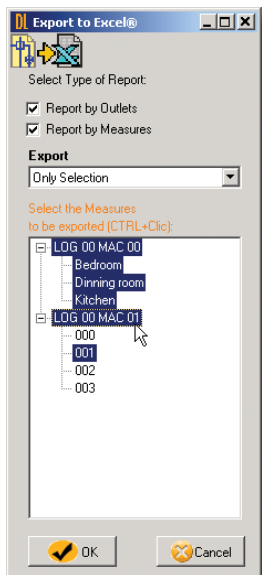 DL Export to Excel®
Select Type of Report:
Report by Outlets
Report by Measures
Export
Only Selection
Select the Measures
to be exported (CTRL+Clic):
LOG 00 MAC 00
Bedroom
Dinning room
Kitchen
LOG 00 MAC 01
000
001
002
003
OK
Cancel